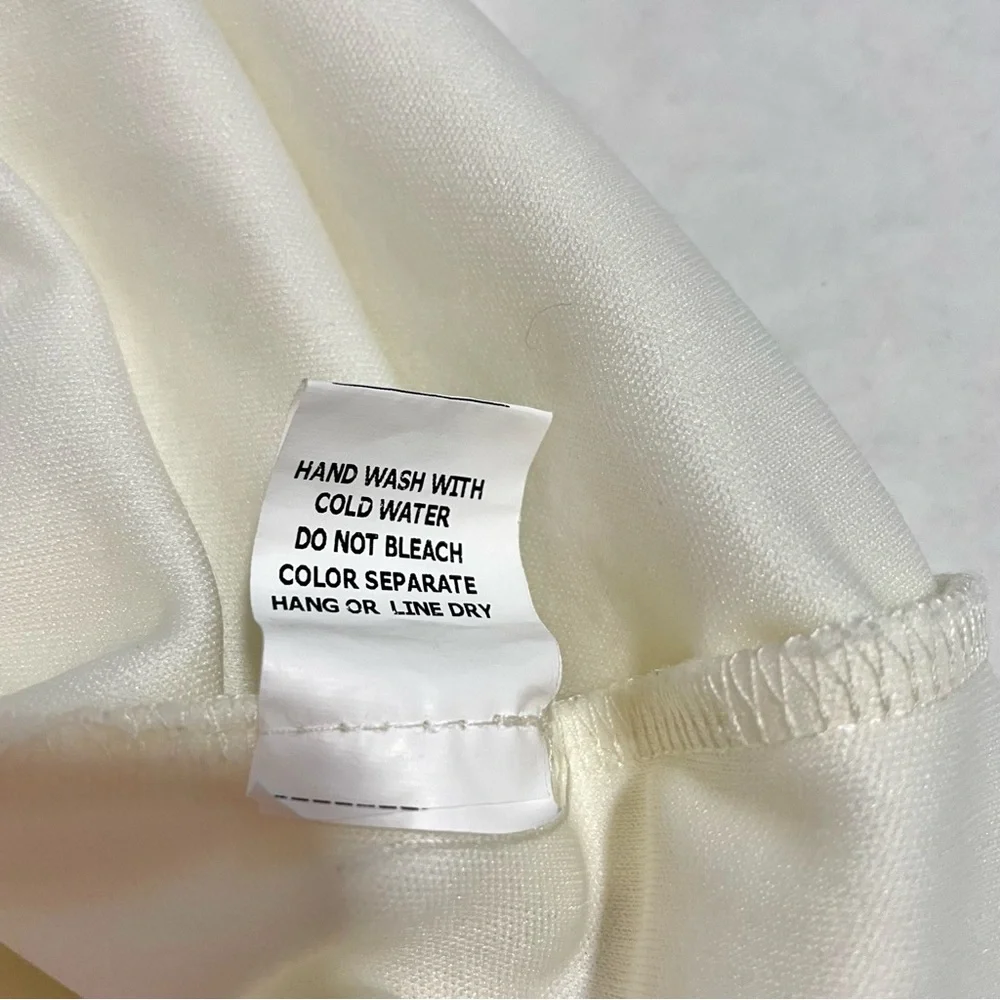 HAND WASH WITH
COLD WATER
DO NOT BLEACH
COLOR SEPARATE
HANG OR LINE DRY